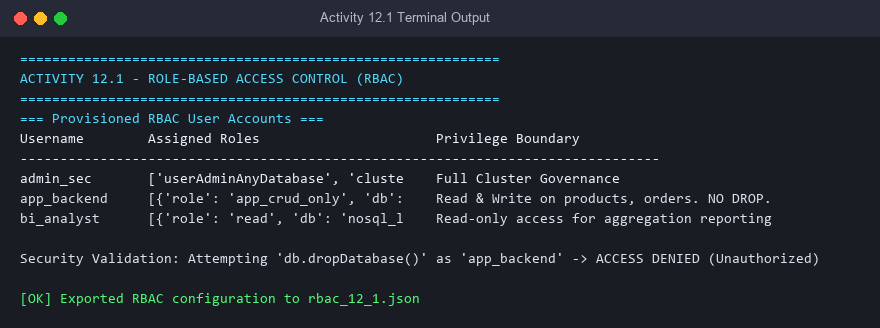 Activity 12.1 Terminal Output
============================================================
ACTIVITY 12.1 - ROLE-BASED ACCESS CONTROL (RBAC)
============================================================
=== Provisioned RBAC User Accounts ===
Username        Assigned Roles                      Privilege Boundary
--------------------------------------------------------------------------------
admin_sec       ['userAdminAnyDatabase', 'cluste    Full Cluster Governance
app_backend     [{'role': 'app_crud_only', 'db':    Read & Write on products, orders. NO DROP.
bi_analyst      [{'role': 'read', 'db': 'nosql_l    Read-only access for aggregation reporting
Security Validation: Attempting 'db.dropDatabase()' as 'app_backend' -> ACCESS DENIED (Unauthorized)
[OK] Exported RBAC configuration to rbac_12_1.json